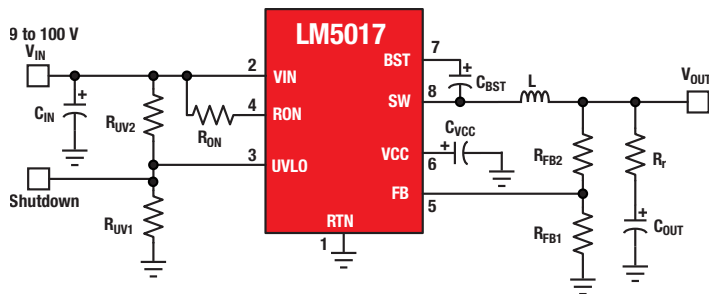 9 to 100 V
VIN
LM5017
7
BST
CBST
2
VIN
8
SW
L
VOUT
CIN
RUV2
4
RON
RON
CVCC
3
UVLO
VCC
6
RFB2
Rr
Shutdown
FB
5
RUV1
RTN
1
RFB1
COUT